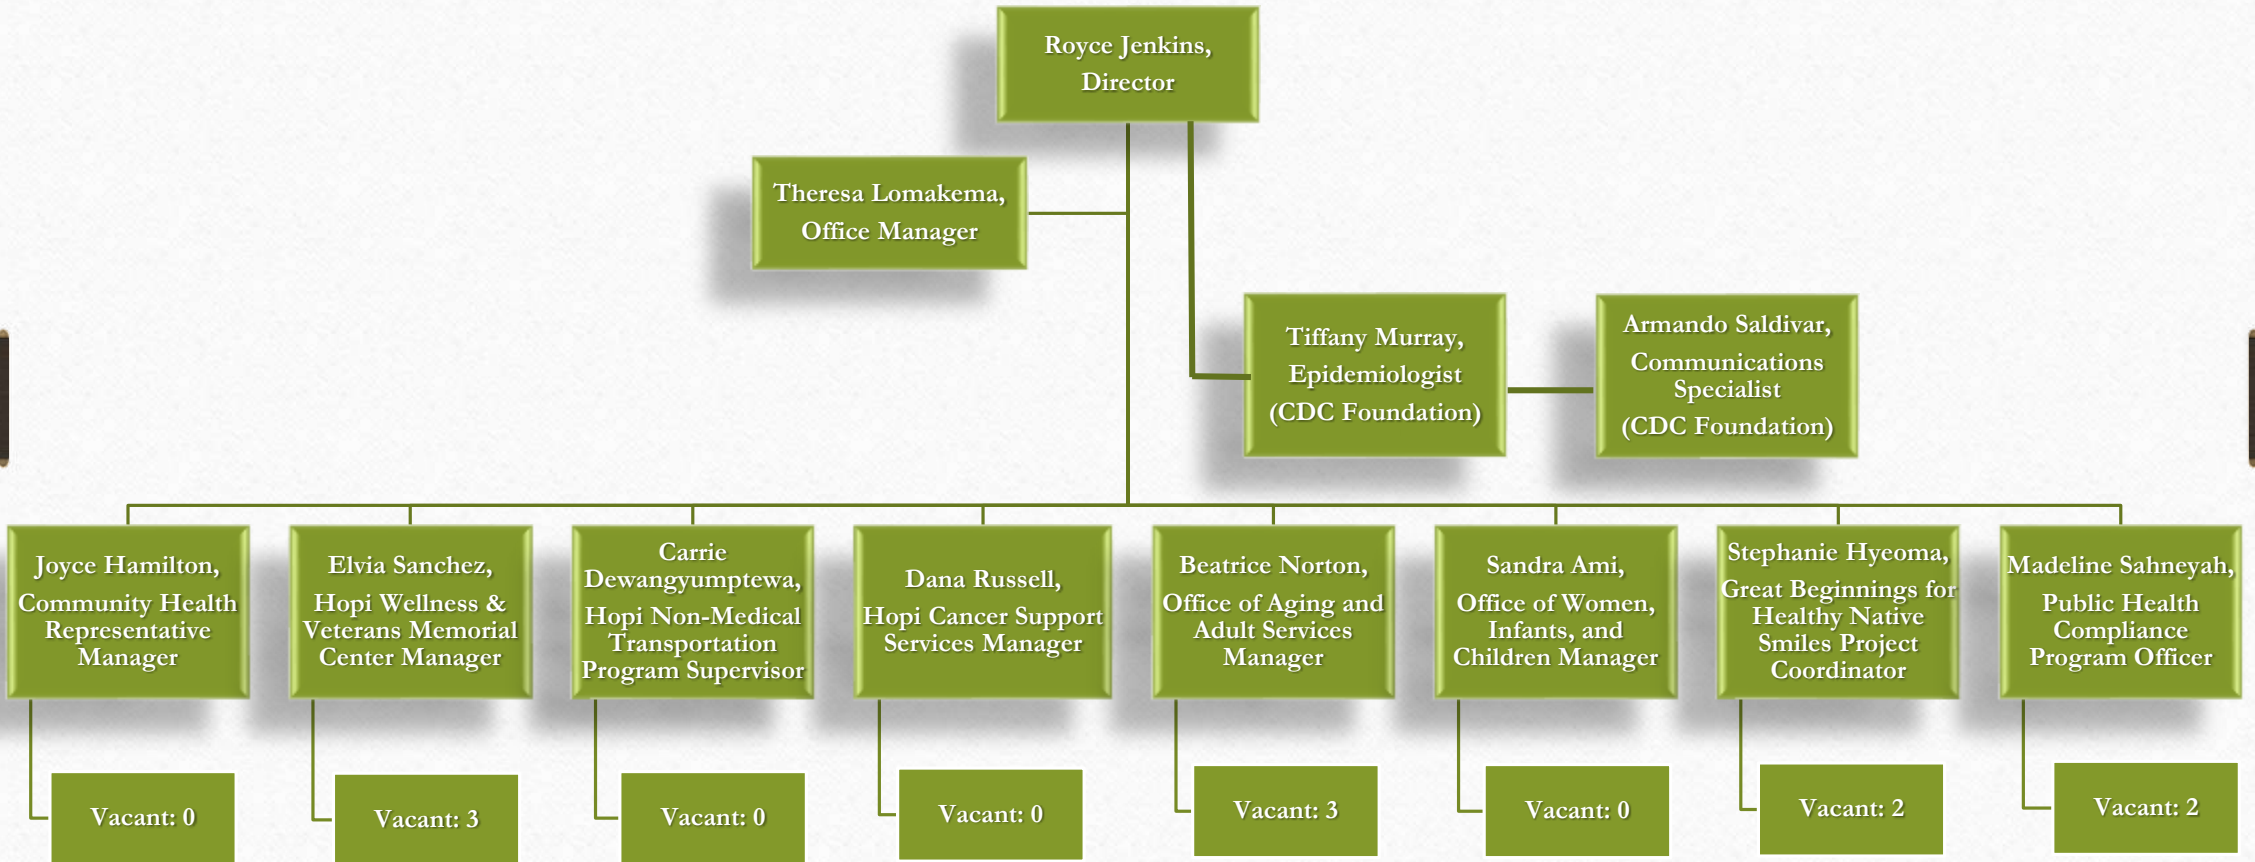 Royce Jenkins,
Director
Theresa Lomakema,
Office Manager
Tiffany Murray,
Epidemiologist
(CDC Foundation)
Armando Saldivar,
Communications
Specialist
(CDC Foundation)
Joyce Hamilton,
Community Health
Representative
Manager
Elvia Sanchez,
Hopi Wellness &
Veterans Memorial
Center Manager
Carrie
Dewangyumptewa,
Hopi Non-Medical
Transportation
Program Supervisor
Dana Russell,
Hopi Cancer Support
Services Manager
Beatrice Norton,
Office of Aging and
Adult Services
Manager
Sandra Ami,
Office of Women,
Infants, and
Children Manager
Stephanie Hyeoma,
Great Beginnings for
Healthy Native
Smiles Project
Coordinator
Madeline Sahneyah,
Public Health
Compliance
Program Officer
Vacant: 0
Vacant: 3
Vacant: 0
Vacant: 0
Vacant: 3
Vacant: 0
Vacant: 2
Vacant: 2